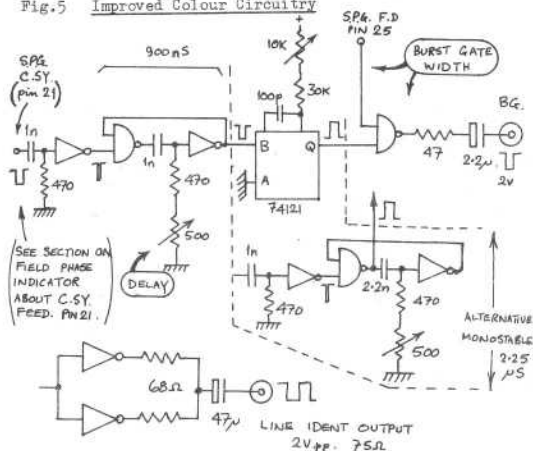 Fig.5 Improved Colour Circuitry
+
10K
30K
100p
900nS
SPG
C.SY.
(pin 21)
1n
470
1n
470
500
DELAY
(SEE SECTION ON
FIELD PHASE
INDICATOR
ABOUT C.SY.
FEED. PIN 21.)
B
Q
A
74121
S.P.G. F.D
PIN 25
BURST GATE
WIDTH
47
2.2µ
BG.
2v
1n
470
2.2n
470
500
ALTERNATIVE
MONOSTABLE
2.25
µS
68Ω
47µ
LINE IDENT OUTPUT
2V pp. 75Ω